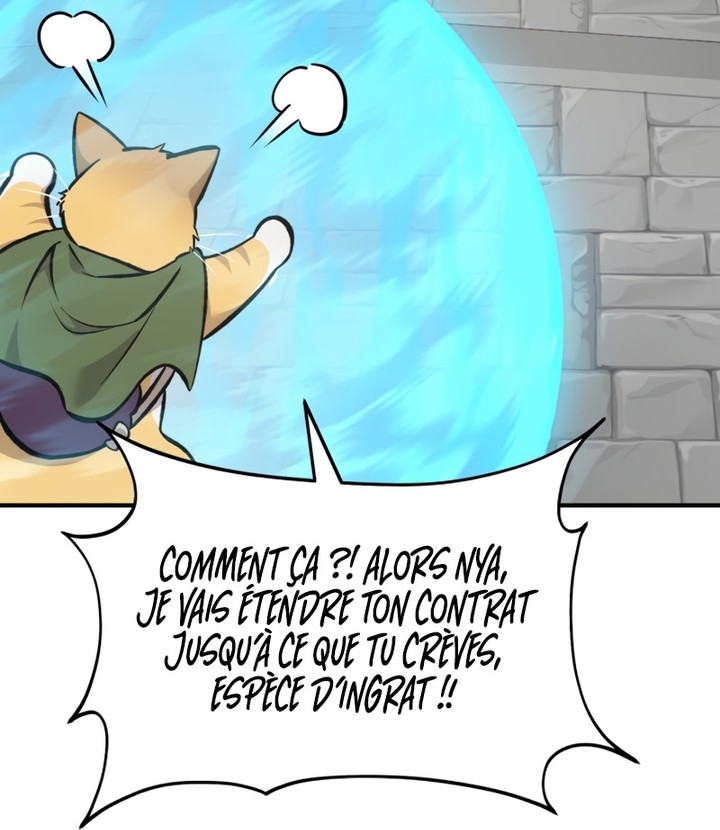 COMMENT ÇA ?! ALORS NYA,
JE VAIS ÉTENDRE TON CONTRAT
JUSQU'À CE QUE TU CRÈVES,
ESPÈCE D'INGRAT !!